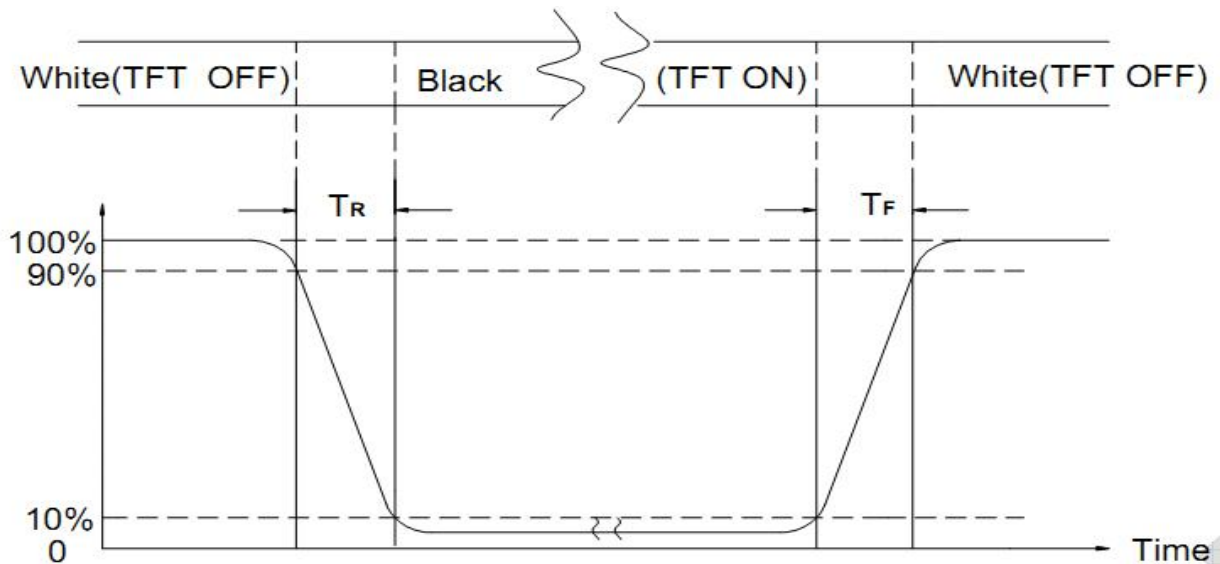 White(TFT OFF) Black (TFT ON) White(TFT OFF)
TR TF
100%
90%
10%
0
Time